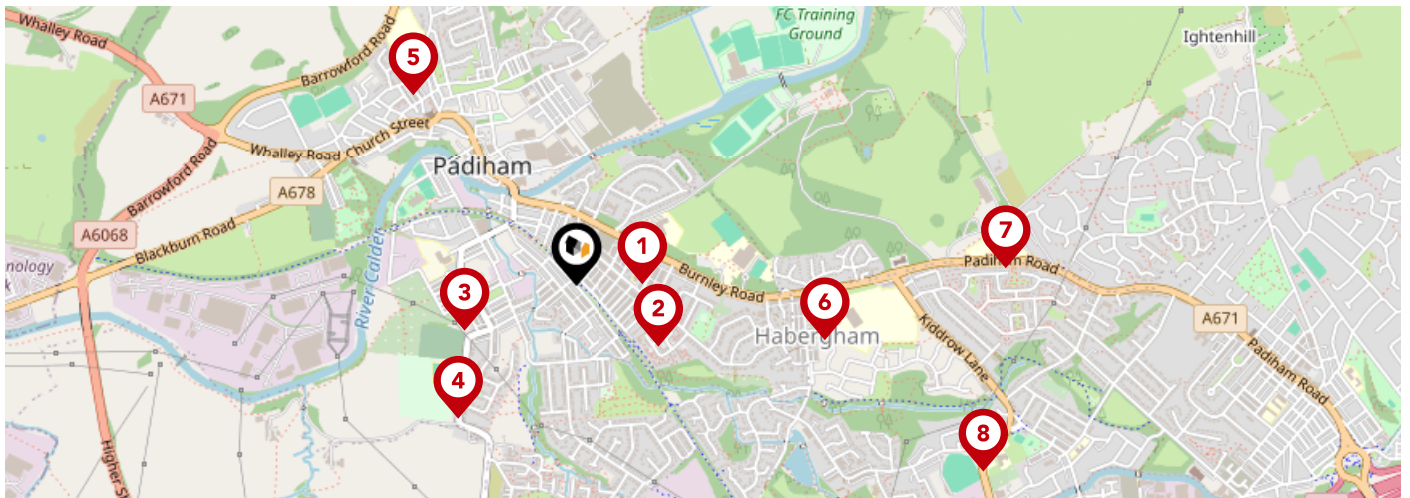 Whalley Road
FC Training
Ground
Ightenhill
Barrowford Road
5
A671
Church Street
Whalley Road
Padiham
Barrowford Road
A678
A6068
Blackburn Road
River Calder
nology
k
1
7
Padiham Road
Burnley Road
3
2
6
Habergham
Kiddrow Lane
A671
Padiham Road
4
8
Higher St